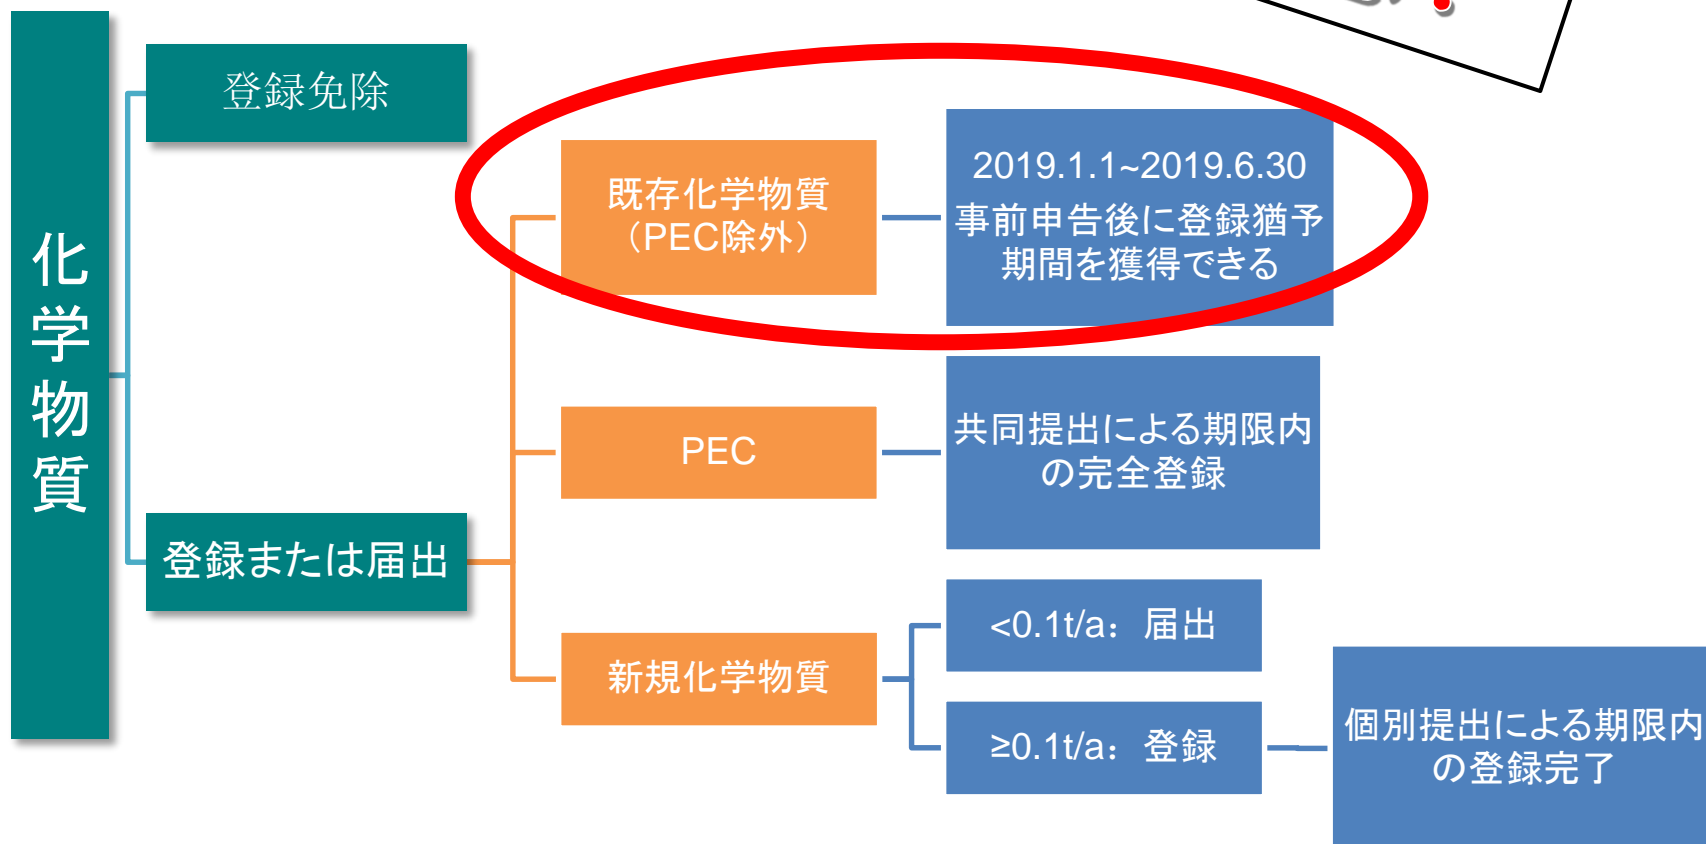 化学物質
登録免除
登録または届出
既存化学物質
（PEC除外）
2019.1.1~2019.6.30
事前申告後に登録猶予
期間を獲得できる
PEC
共同提出による期限内
の完全登録
新規化学物質
<0.1t/a：届出
≥0.1t/a：登録
個別提出による期限内
の登録完了